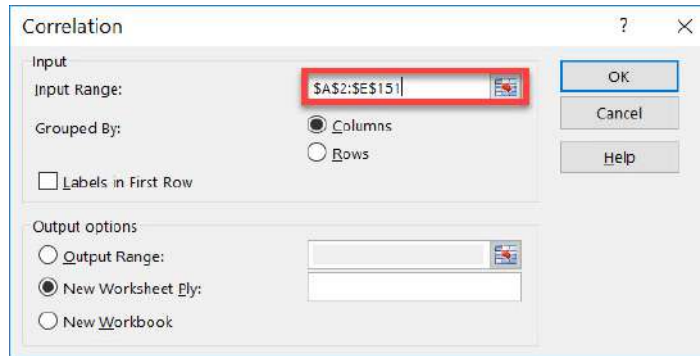 Correlation ?
Input
Input Range: $A$2:$E$151
OK
Grouped By: Columns
Cancel
Rows
Help
Labels in First Row
Output options
Output Range:
New Worksheet Ply:
New Workbook